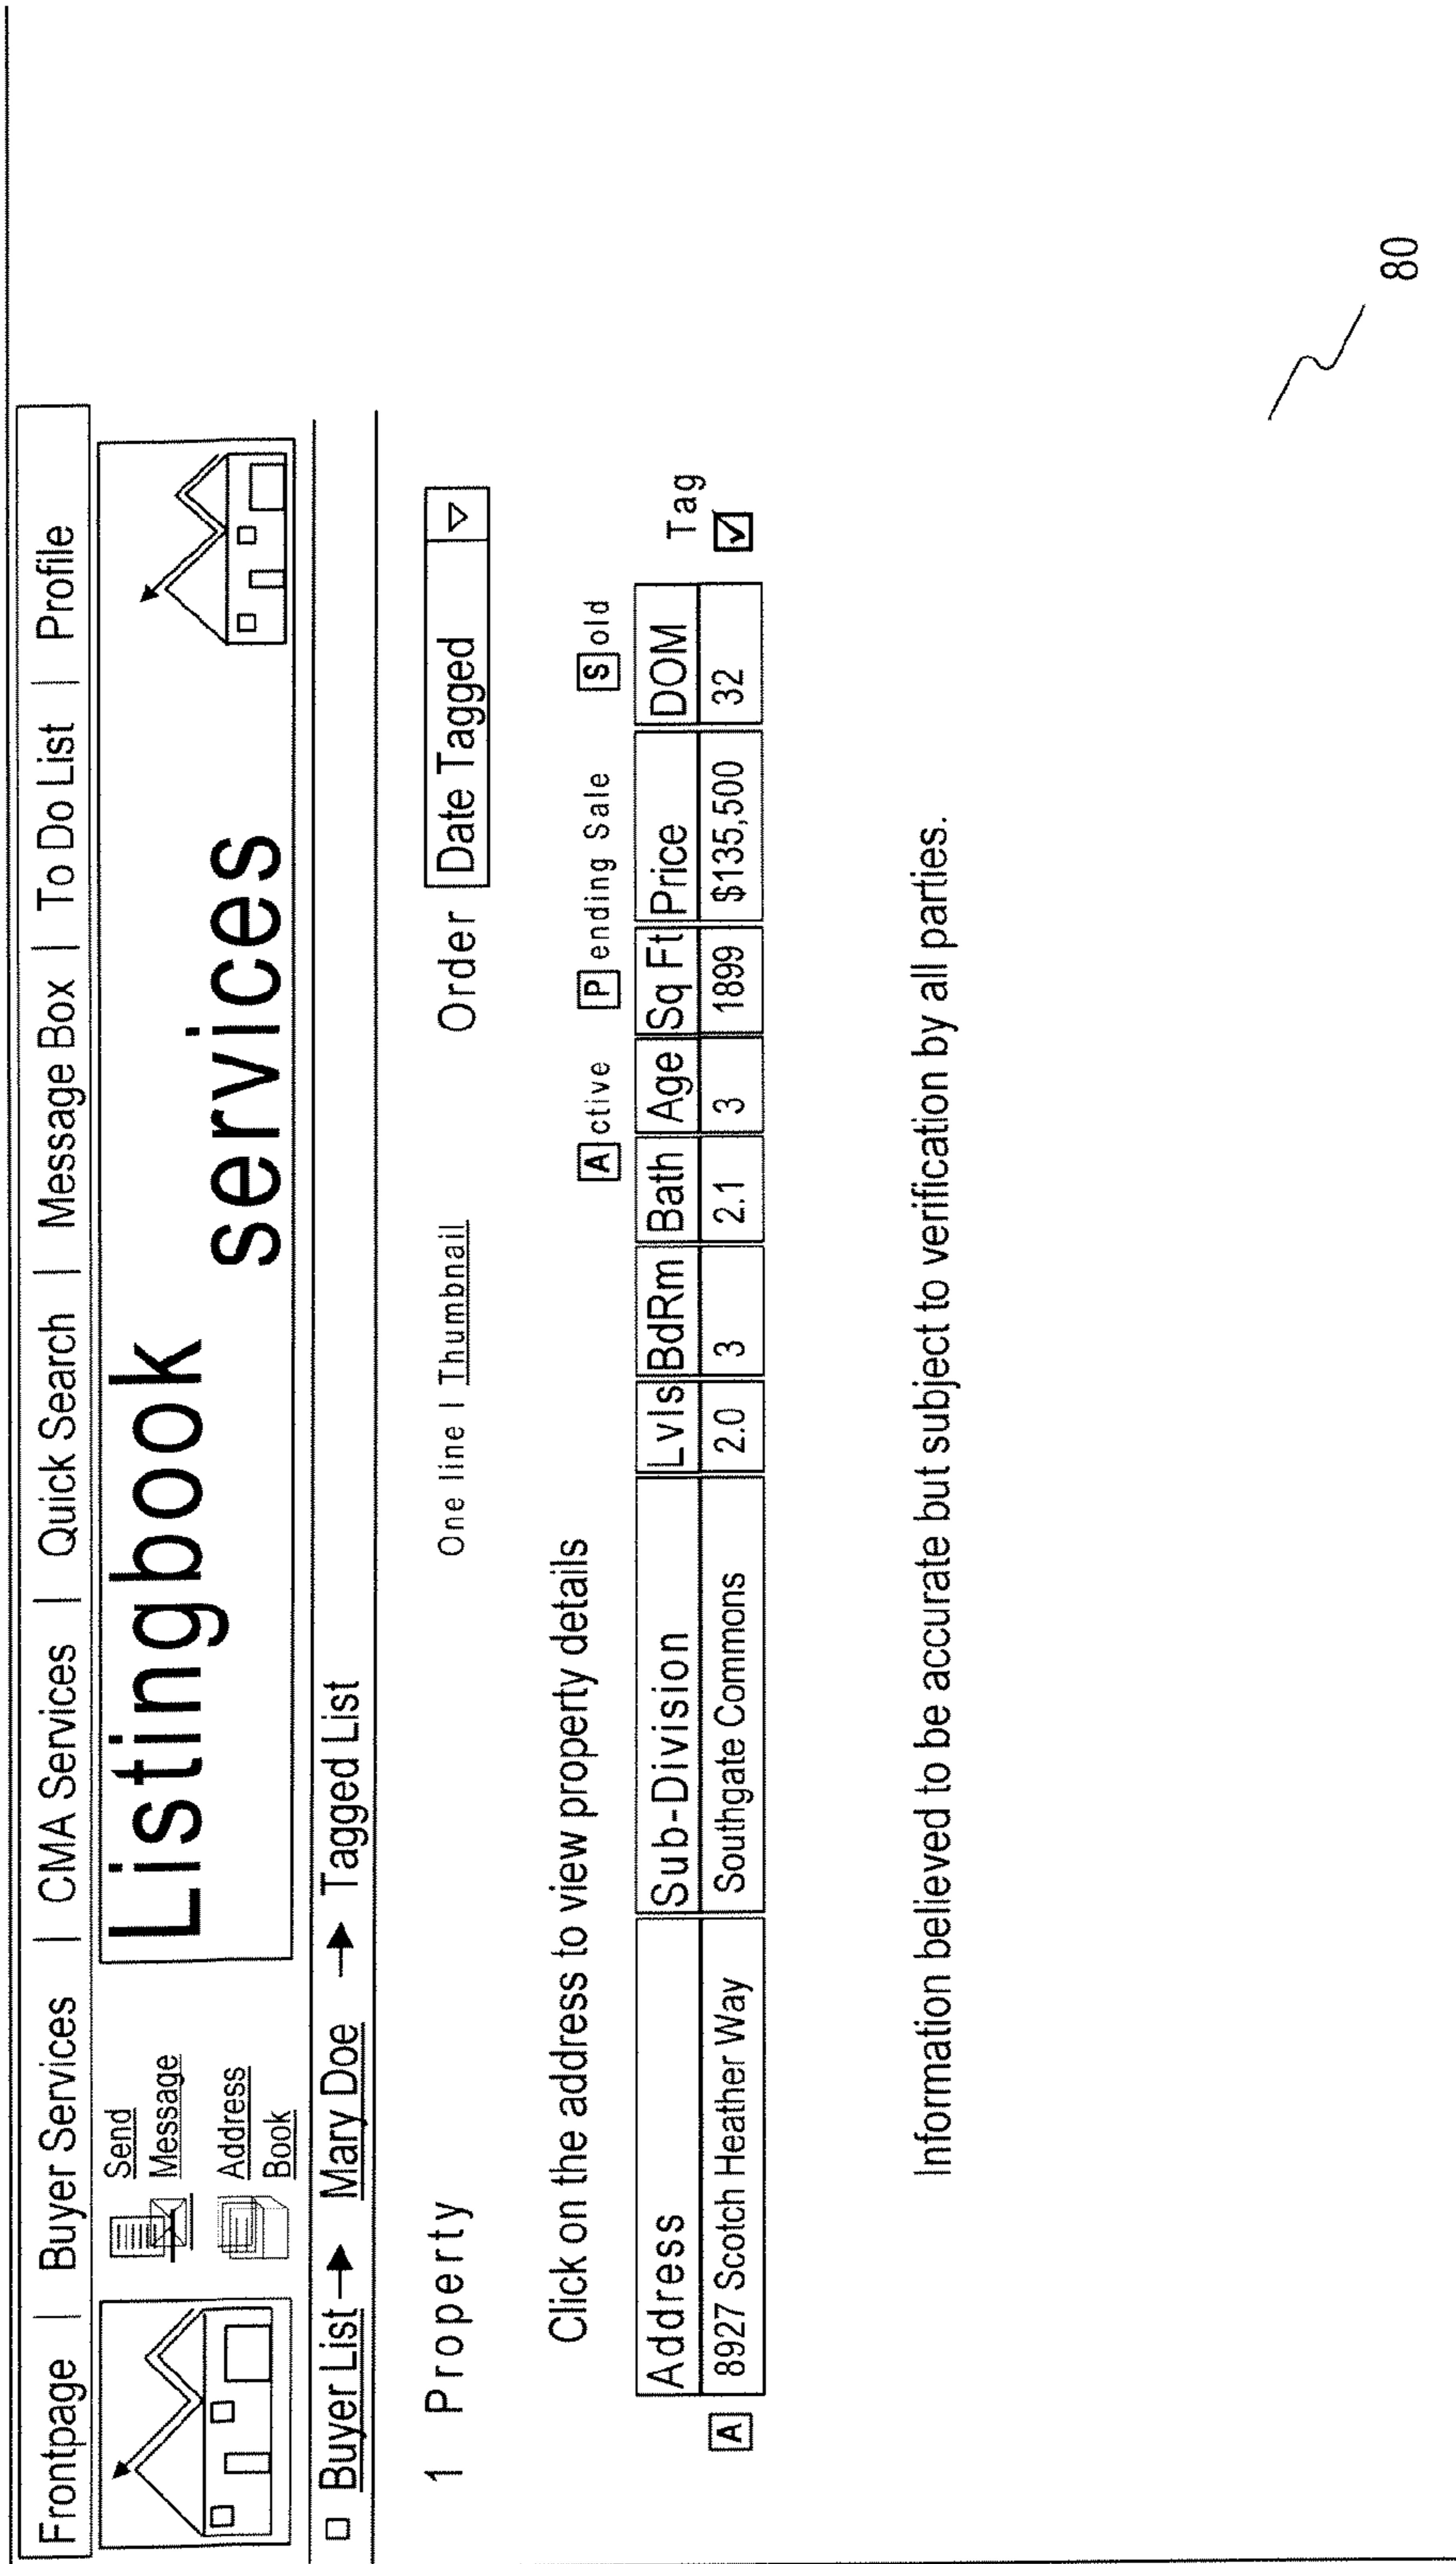 Frontpage | Buyer Services | CMA Services | Quick Search | Message Box | To Do List | Profile
Send
Message
Address
Book
Listingbook
services
Buyer List → Mary Doe → Tagged List
1 Property One line | Thumbnail Order Date Tagged
Click on the address to view property details
Active Pending Sale Sold
Address Sub-Division Lvls BdRm Bath Age Sq Ft Price DOM Tag
A 8927 Scotch Heather Way Southgate Commons 2.0 3 2.1 3 1899 $135,500 32
Information believed to be accurate but subject to verification by all parties.
80